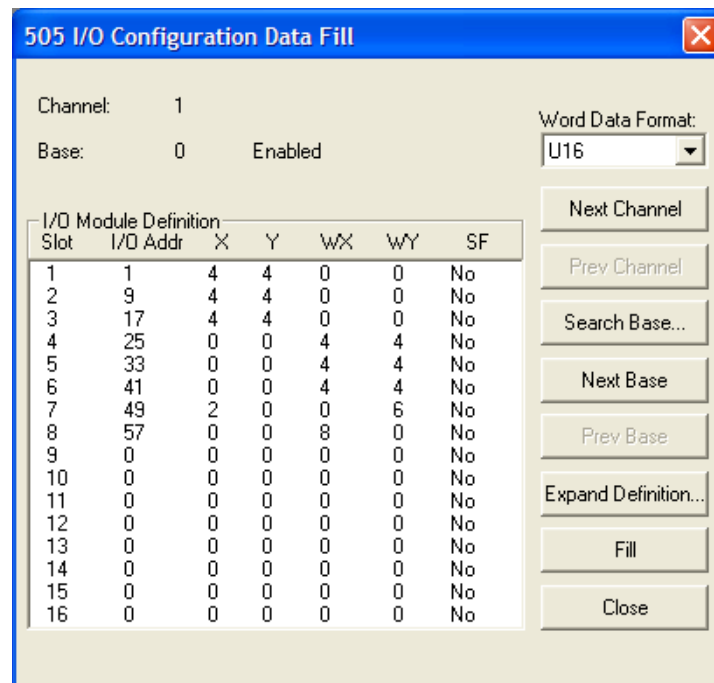 505 I/O Configuration Data Fill
Channel: 1
Word Data Format:
Base: 0 Enabled
U16
Next Channel
I/O Module Definition
Slot I/O Addr X Y WX WY SF
1 1 4 4 0 0 No
Prev Channel
2 9 4 4 0 0 No
3 17 4 4 0 0 No
Search Base...
4 25 0 0 4 4 No
5 33 0 0 4 4 No
6 41 0 0 4 4 No
Next Base
7 49 2 0 0 6 No
8 57 0 0 8 0 No
Prev Base
9 0 0 0 0 0 No
10 0 0 0 0 0 No
11 0 0 0 0 0 No
Expand Definition...
12 0 0 0 0 0 No
13 0 0 0 0 0 No
Fill
14 0 0 0 0 0 No
15 0 0 0 0 0 No
16 0 0 0 0 0 No
Close